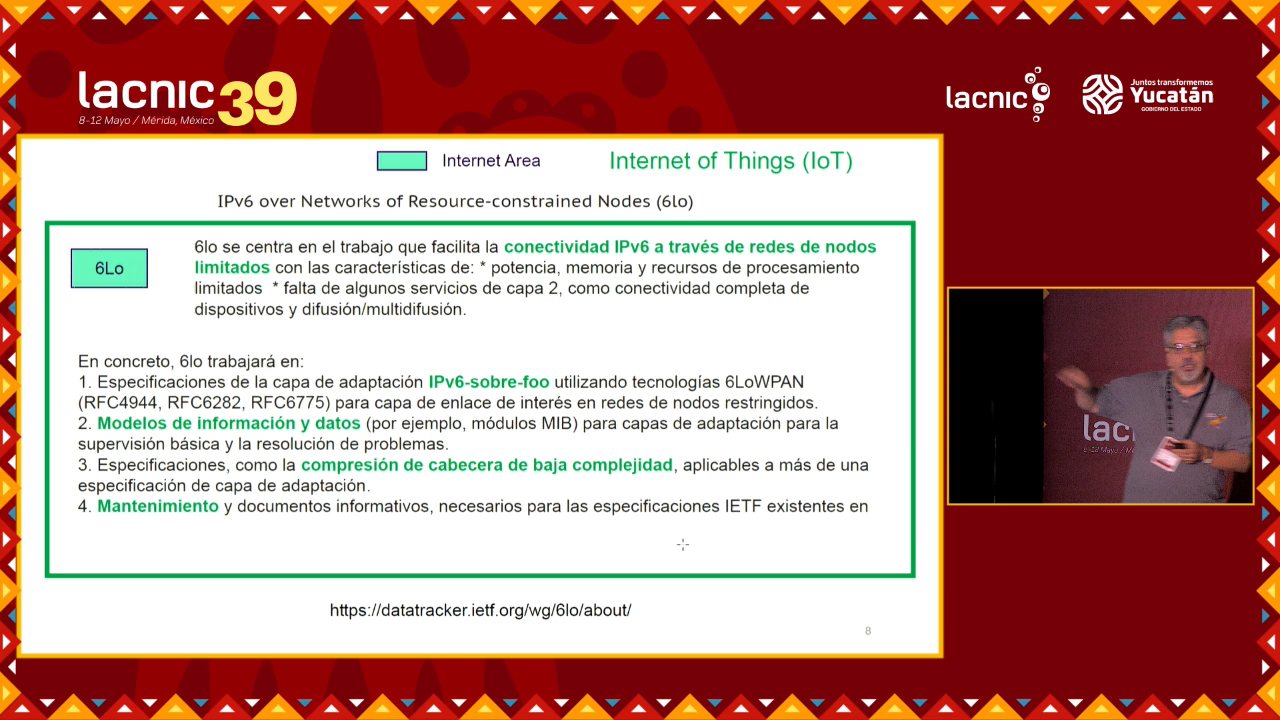 lacnic 39
8-12 Mayo / Mérida, México
lacnic
Juntos transformemos
Yucatán
GOBIERNO DEL ESTADO
Internet Area
Internet of Things (IoT)
IPv6 over Networks of Resource-constrained Nodes (6lo)
6Lo
6lo se centra en el trabajo que facilita la conectividad IPv6 a través de redes de nodos
limitados con las características de: * potencia, memoria y recursos de procesamiento
limitados * falta de algunos servicios de capa 2, como conectividad completa de
dispositivos y difusión/multidifusión.
En concreto, 6lo trabajará en:
1. Especificaciones de la capa de adaptación IPv6-sobre-foo utilizando tecnologías 6LoWPAN
(RFC4944, RFC6282, RFC6775) para capa de enlace de interés en redes de nodos restringidos.
2. Modelos de información y datos (por ejemplo, módulos MIB) para capas de adaptación para la
supervisión básica y la resolución de problemas.
3. Especificaciones, como la compresión de cabecera de baja complejidad, aplicables a más de una
especificación de capa de adaptación.
4. Mantenimiento y documentos informativos, necesarios para las especificaciones IETF existentes en
https://datatracker.ietf.org/wg/6lo/about/
8
lac